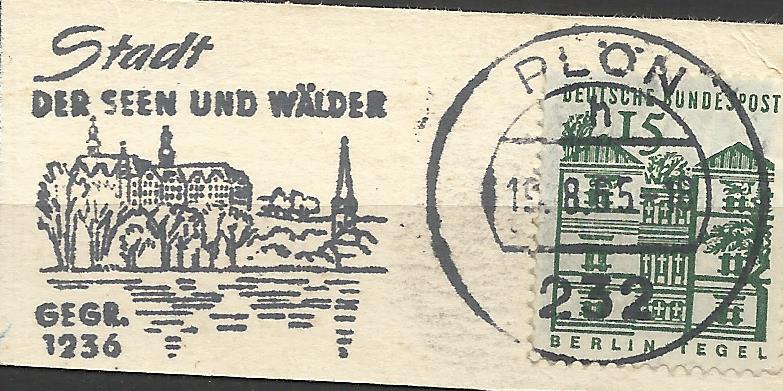 Stadt
DER SEEN UND WÄLDER
GEGR.
1236
PLÖN
h
232
DEUTSCHE BUNDESPOST
15
BERLIN TEGEL